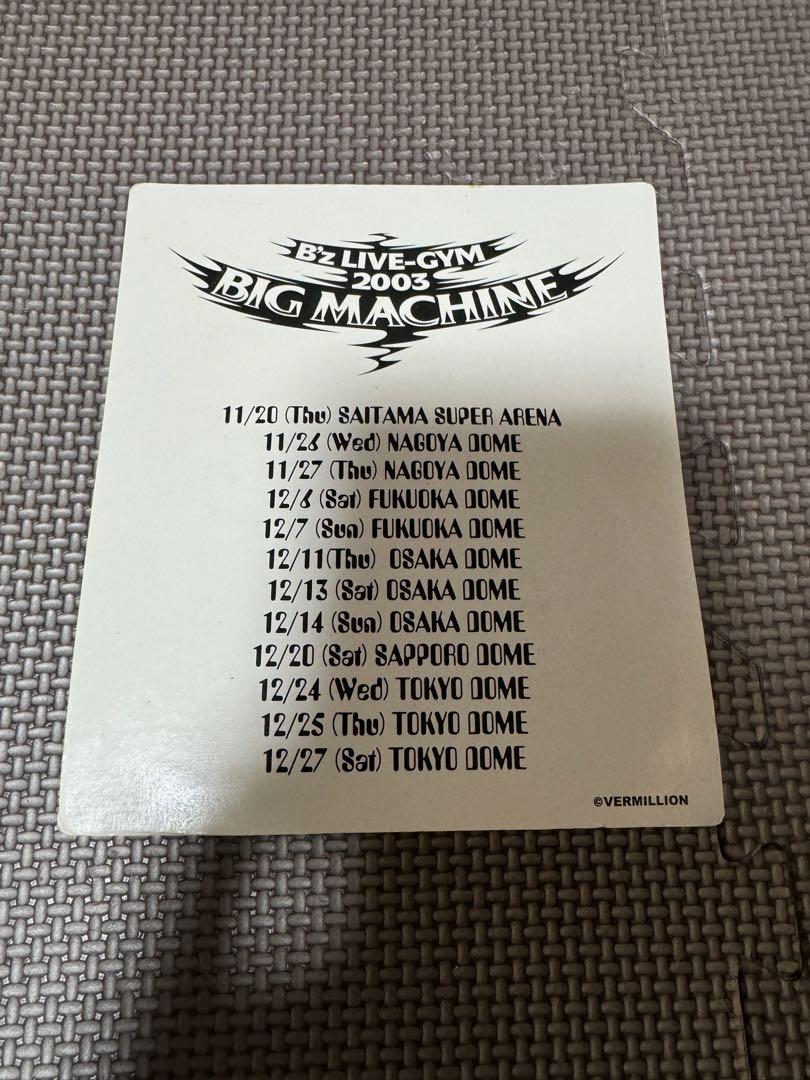 B'z LIVE-GYM
2003
BIG MACHINE
11/20 (Thu) SAITAMA SUPER ARENA
11/26 (Wed) NAGOYA DOME
11/27 (Thu) NAGOYA DOME
12/6 (Sat) FUKUOKA DOME
12/7 (Sun) FUKUOKA DOME
12/11(Thu) OSAKA DOME
12/13 (Sat) OSAKA DOME
12/14 (Sun) OSAKA DOME
12/20 (Sat) SAPPORO DOME
12/24 (Wed) TOKYO DOME
12/25 (Thu) TOKYO DOME
12/27 (Sat) TOKYO DOME
©VERMILLION